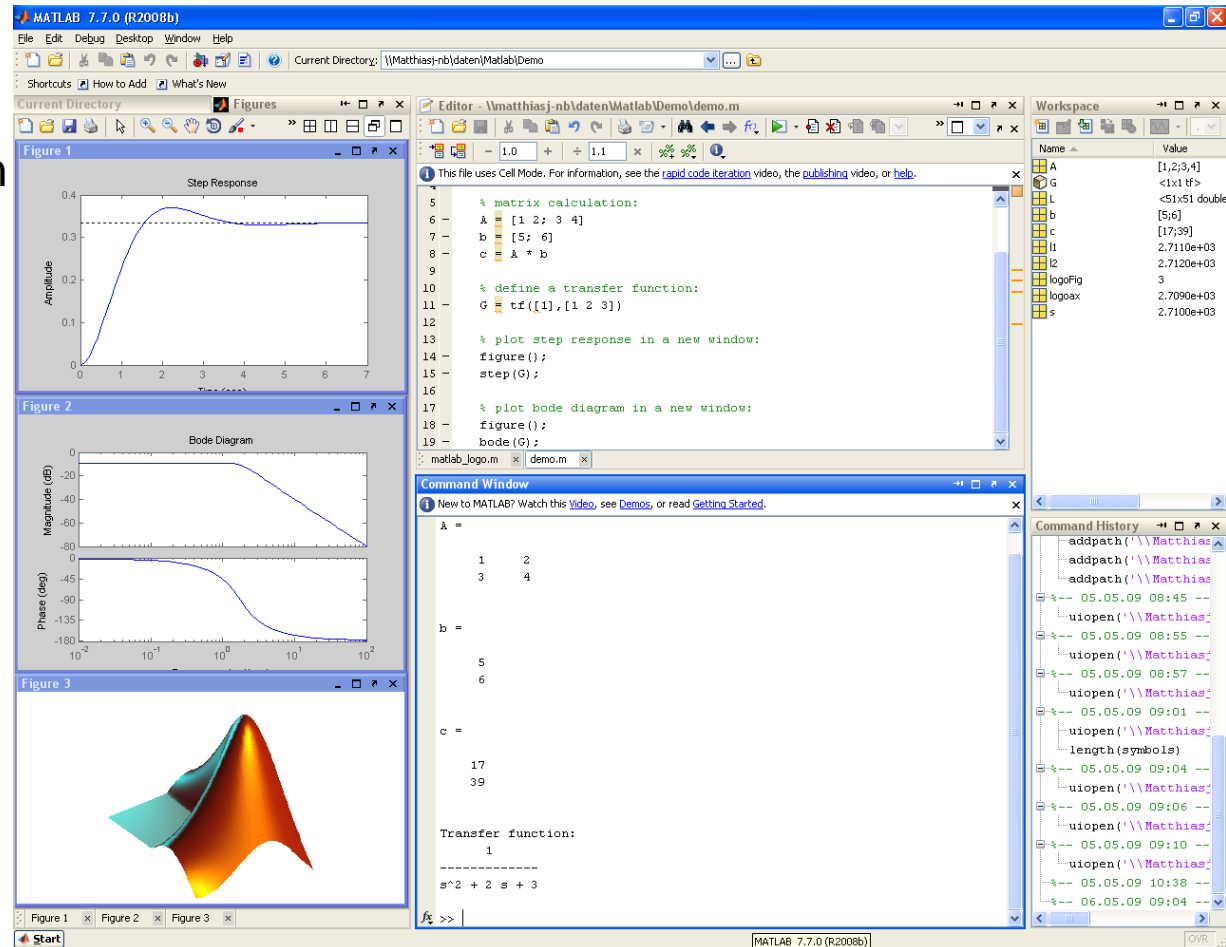 MATLAB 7.7.0 (R2008b)
File Edit Debug Desktop Window Help
Current Directory: \\Matthiasj-nb\daten\Matlab\Demo
Shortcuts How to Add What's New
n
Current Directory Figures
Figure 1
Step Response
Amplitude
0.4
0.3
0.2
0.1
0
0 1 2 3 4 5 6 7
Figure 2
Bode Diagram
Magnitude (dB)
0
-20
-40
-60
-80
Phase (deg)
0
-45
-90
-135
-180
10^-2 10^-1 10^0 10^1 10^2
Figure 3
Figure 1 Figure 2 Figure 3
Start
Editor - \\matthiasj-nb\daten\Matlab\Demo\demo.m
1.0 + ÷ 1.1 ×
This file uses Cell Mode. For information, see the rapid code iteration video, the publishing video, or help.
5 % matrix calculation:
6 - A = [1 2; 3 4]
7 - b = [5; 6]
8 - c = A * b
9
10 % define a transfer function:
11 - G = tf([1],[1 2 3])
12
13 % plot step response in a new window:
14 - figure();
15 - step(G);
16
17 % plot bode diagram in a new window:
18 - figure();
19 - bode(G);
matlab_logo.m demo.m
Command Window
New to MATLAB? Watch this Video, see Demos, or read Getting Started.
A =
1 2
3 4
b =
5
6
c =
17
39
Transfer function:
1
-------------
s^2 + 2 s + 3
fx >>
Workspace
Name Value
A [1,2;3,4]
G <1x1 tf>
L <51x51 double
b [5;6]
c [17;39]
l1 2.7110e+03
l2 2.7120e+03
logoFig 3
logoax 2.7090e+03
s 2.7100e+03
Command History
addpath('\\Matthias
addpath('\\Matthias
addpath('\\Matthias
%-- 05.05.09 08:45 --
uiopen('\\Matthiasj
%-- 05.05.09 08:55 --
uiopen('\\Matthiasj
%-- 05.05.09 08:57 --
uiopen('\\Matthiasj
%-- 05.05.09 09:01 --
uiopen('\\Matthiasj
length(symbols)
%-- 05.05.09 09:04 --
uiopen('\\Matthiasj
%-- 05.05.09 09:06 --
uiopen('\\Matthiasj
%-- 05.05.09 09:10 --
uiopen('\\Matthiasj
%-- 05.05.09 10:38 --
%-- 06.05.09 09:04 --
MATLAB 7.7.0 (R2008b)
OVR